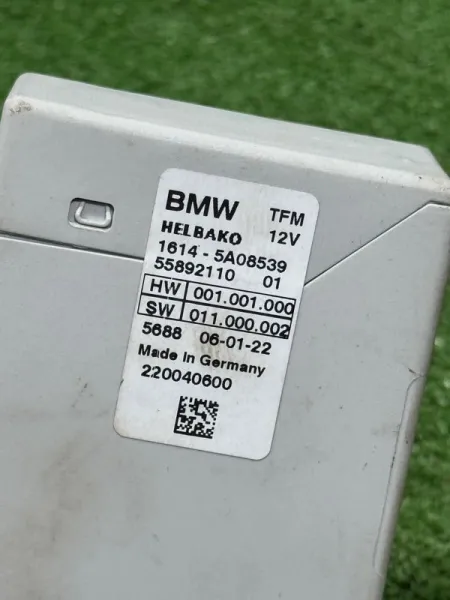 BMW TFM
HELBAKO 12V
1614 - 5A08539
55892110 01
HW 001.001.000
SW 011.000.002
5688 06-01-22
Made in Germany
220040600